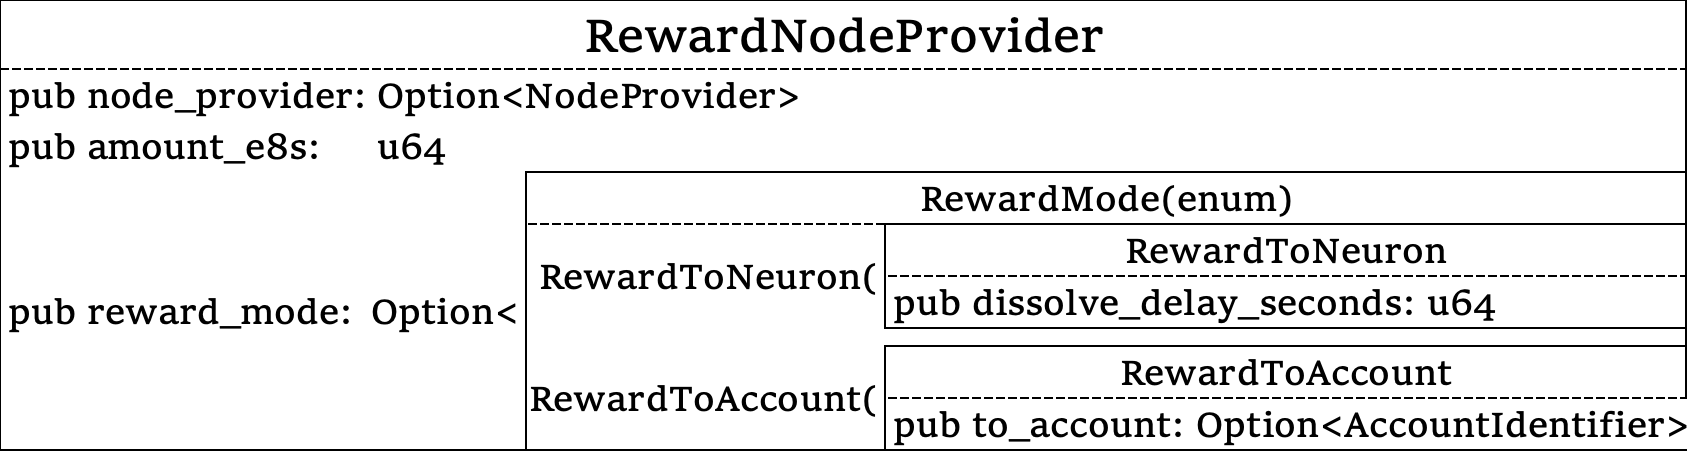 RewardNodeProvider
pub node_provider: Option<NodeProvider>
pub amount_e8s: u64
pub reward_mode: Option<
RewardMode(enum)
RewardToNeuron(
RewardToNeuron
pub dissolve_delay_seconds: u64
RewardToAccount(
RewardToAccount
pub to_account: Option<AccountIdentifier>